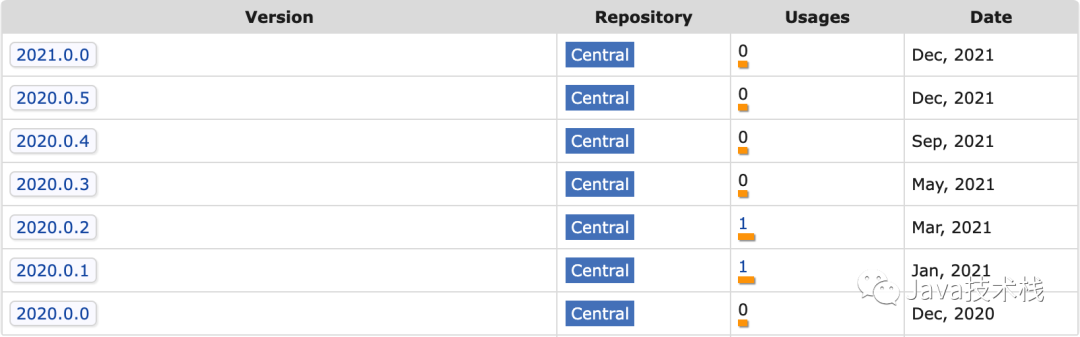 Version Repository Usages Date
2021.0.0 Central 0 Dec, 2021
2020.0.5 Central 0 Dec, 2021
2020.0.4 Central 0 Sep, 2021
2020.0.3 Central 0 May, 2021
2020.0.2 Central 1 Mar, 2021
2020.0.1 Central 1 Jan, 2021
Java技术栈
2020.0.0 Central 0 Dec, 2020